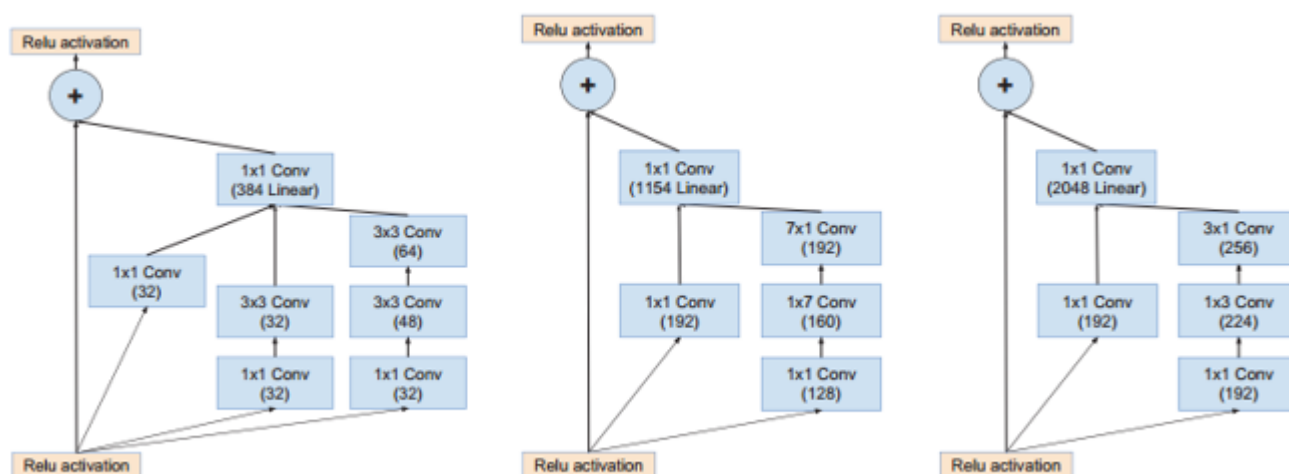 Relu activation
+
1x1 Conv
(384 Linear)
3x3 Conv
(64)
1x1 Conv
(32)
3x3 Conv
(32)
3x3 Conv
(48)
1x1 Conv
(32)
1x1 Conv
(32)
Relu activation
Relu activation
+
1x1 Conv
(1154 Linear)
7x1 Conv
(192)
1x1 Conv
(192)
1x7 Conv
(160)
1x1 Conv
(128)
Relu activation
Relu activation
+
1x1 Conv
(2048 Linear)
3x1 Conv
(256)
1x1 Conv
(192)
1x3 Conv
(224)
1x1 Conv
(192)
Relu activation